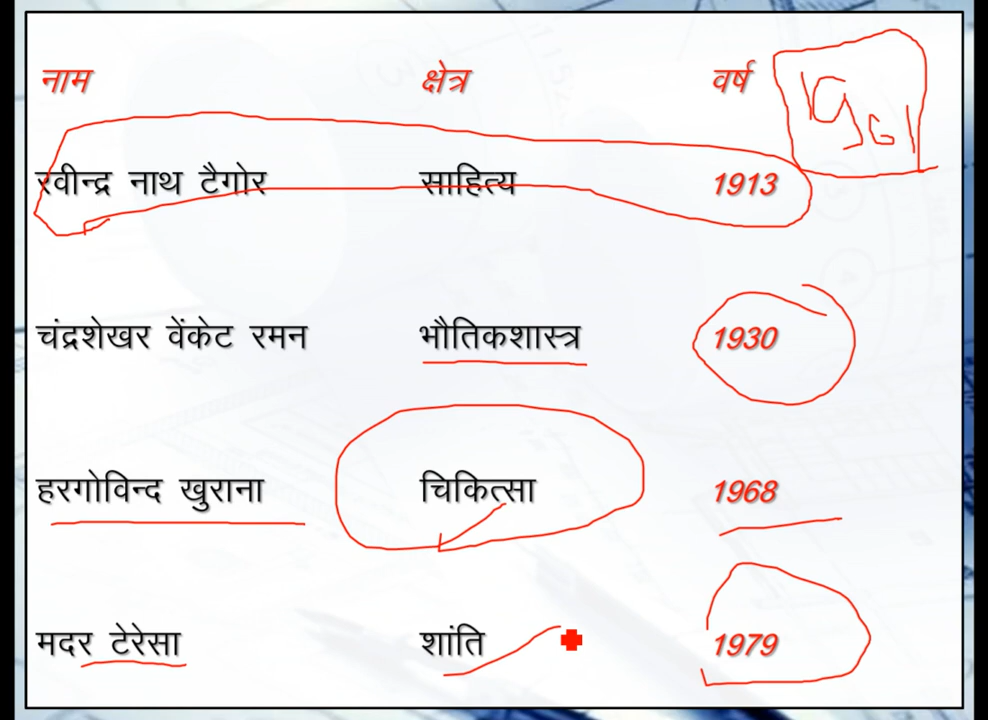 नाम क्षेत्र वर्ष
रवीन्द्र नाथ टैगोर साहित्य 1913
चंद्रशेखर वेंकेट रमन भौतिकशास्त्र 1930
हरगोविन्द खुराना चिकित्सा 1968
मदर टेरेसा शांति 1979